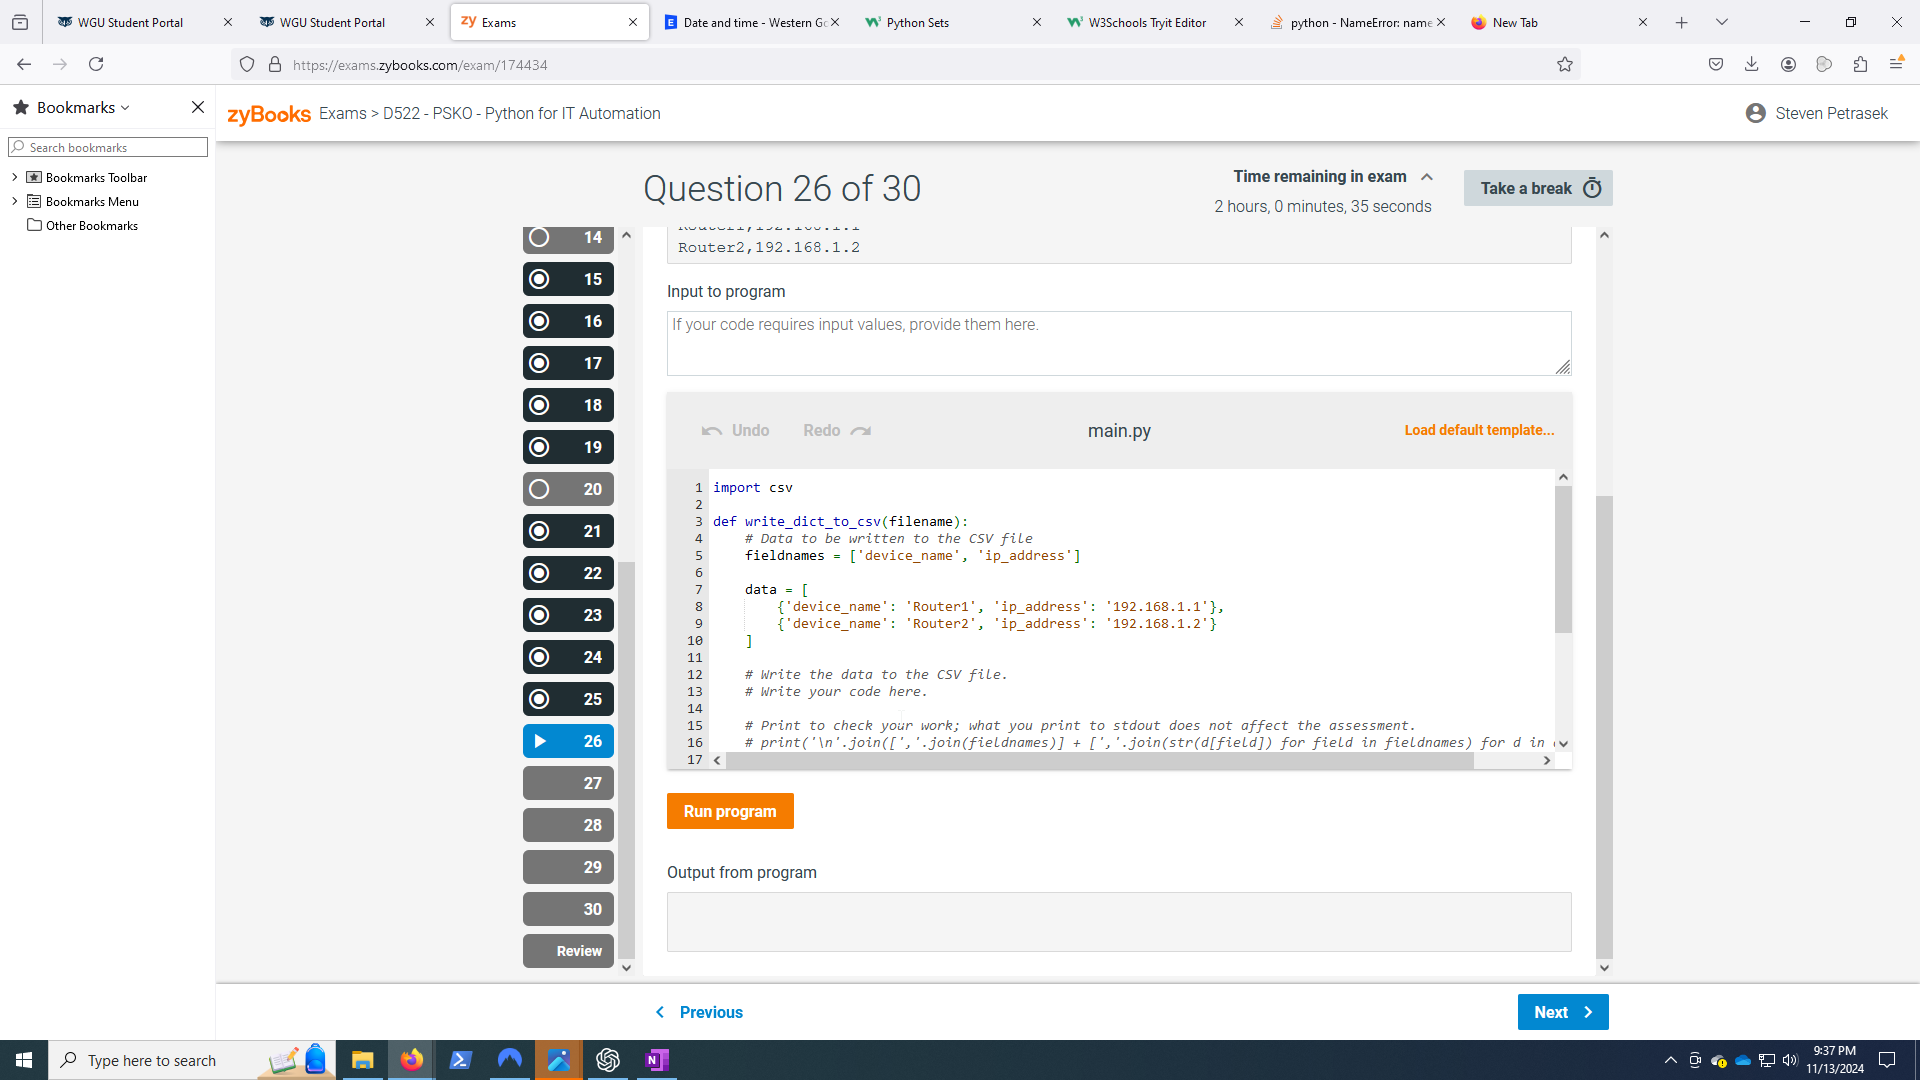 WGU Student Portal
WGU Student Portal
zy Exams
Date and time - Western Go
Python Sets
W3Schools Tryit Editor
python - NameError: name
New Tab
https://exams.zybooks.com/exam/174434
Bookmarks
Search bookmarks
Bookmarks Toolbar
Bookmarks Menu
Other Bookmarks
zyBooks Exams > D522 - PSKO - Python for IT Automation
Steven Petrasek
Question 26 of 30
Time remaining in exam
2 hours, 0 minutes, 35 seconds
Take a break
14
15
16
17
18
19
20
21
22
23
24
25
26
27
28
29
30
Review
Router1,192.168.1.1
Router2,192.168.1.2
Input to program
If your code requires input values, provide them here.
Undo
Redo
main.py
Load default template...
1 import csv
2
3 def write_dict_to_csv(filename):
4     # Data to be written to the CSV file
5     fieldnames = ['device_name', 'ip_address']
6
7     data = [
8         {'device_name': 'Router1', 'ip_address': '192.168.1.1'},
9         {'device_name': 'Router2', 'ip_address': '192.168.1.2'}
10     ]
11
12     # Write the data to the CSV file.
13     # Write your code here.
14
15     # Print to check your work; what you print to stdout does not affect the assessment.
16     # print('\n'.join([','.join(fieldnames)] + [','.join(str(d[field]) for field in fieldnames) for d in
17
Run program
Output from program
Previous
Next
Type here to search
9:37 PM
11/13/2024